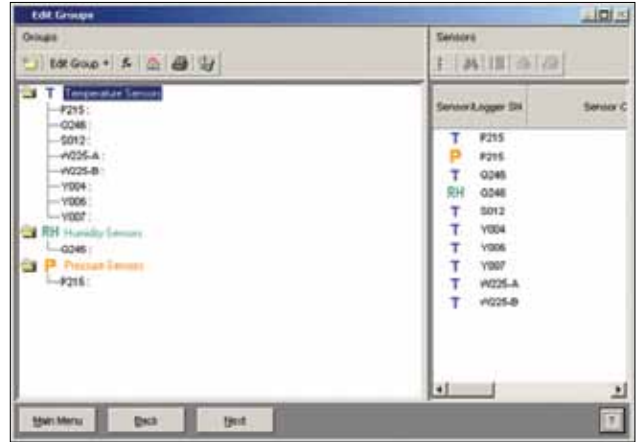 Edit Groups
Groups
Edit Group
T Temperature Sensors
P215 :
G246 :
S012 :
W225-A :
W225-B :
Y004 :
Y006 :
Y007 :
RH Humidity Sensors
G246 :
P Pressure Sensors
P215 :
Main Menu
Back
Next
Sensors
Sensor/Logger SN
Sensor C
T P215
P P215
T G246
RH G246
T S012
T Y004
T Y006
T Y007
T W225-A
T W225-B
?